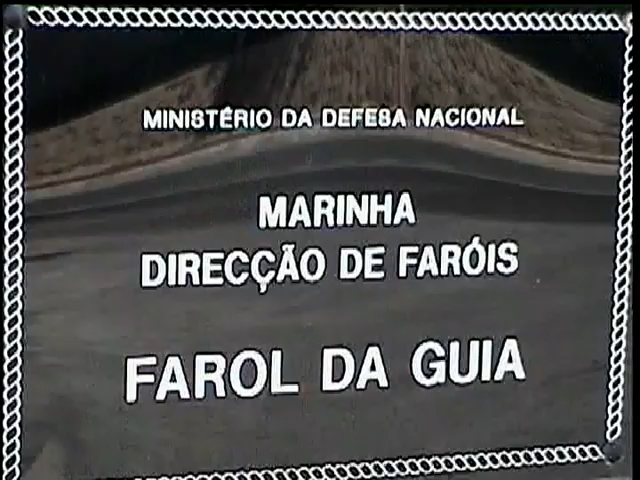 MINISTÉRIO DA DEFESA NACIONAL
MARINHA
DIRECÇÃO DE FARÓIS
FAROL DA GUIA